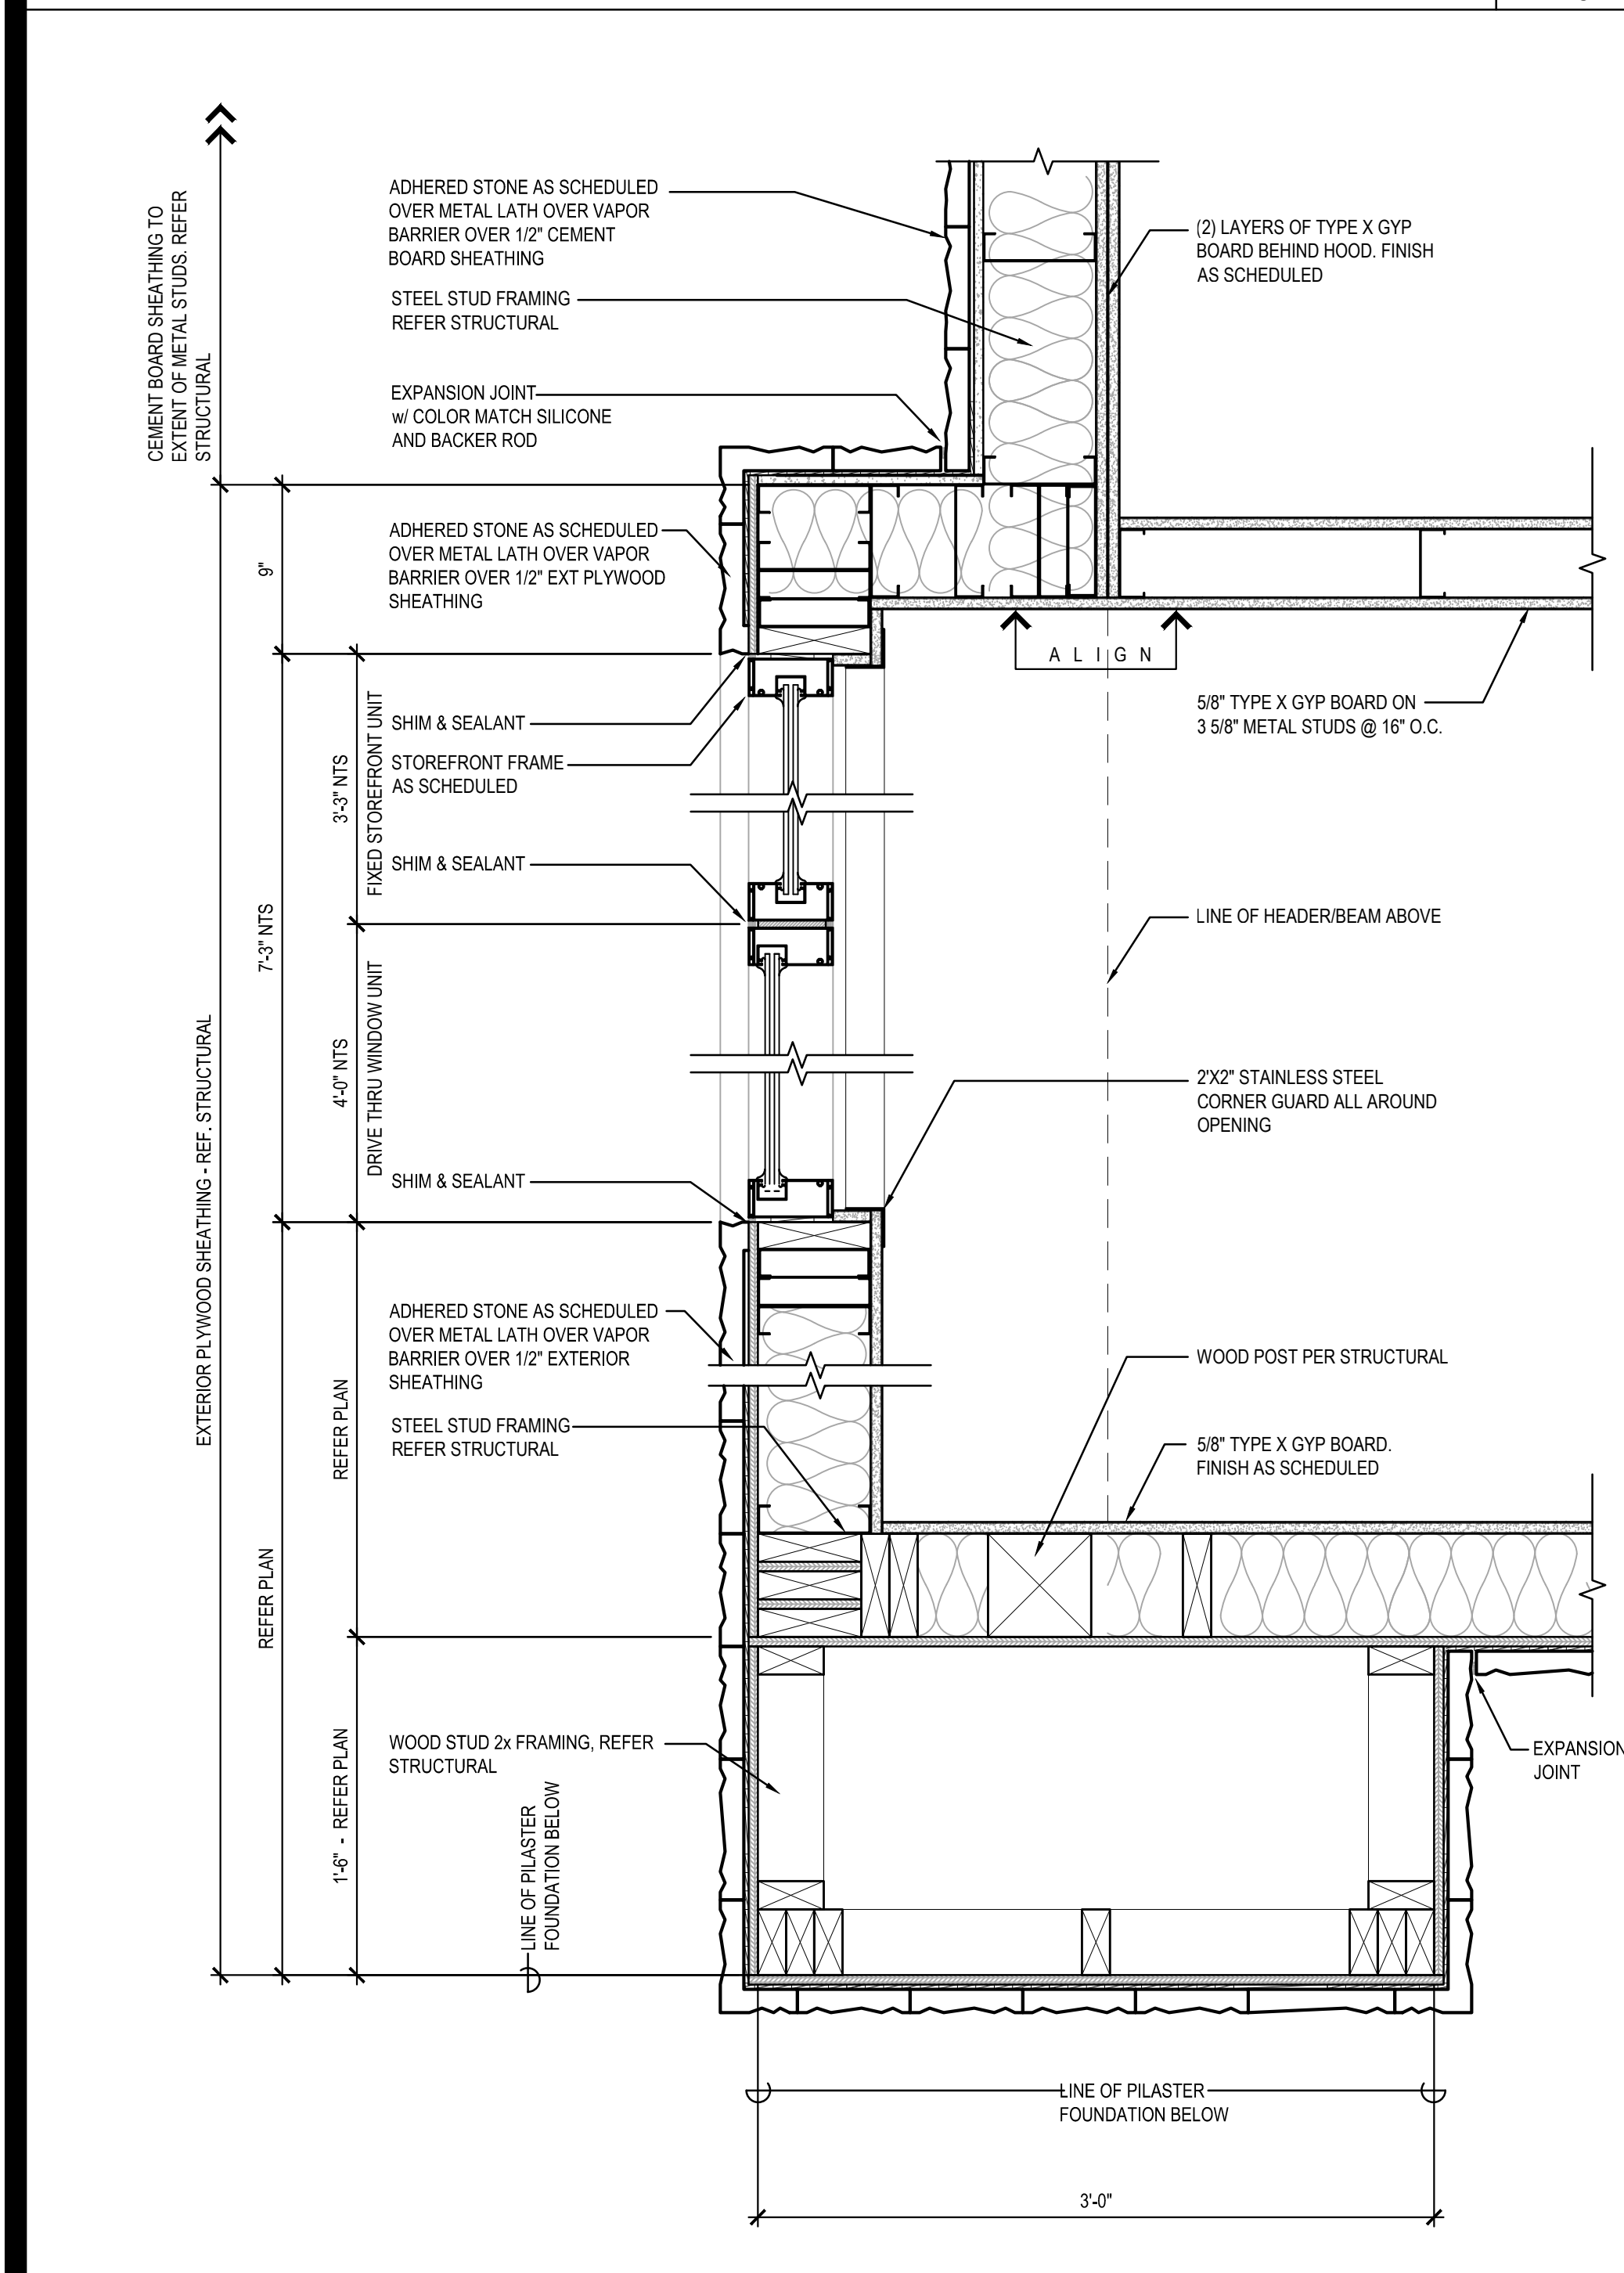 CEMENT BOARD SHEATHING TO
EXTENT OF METAL STUDS. REFER
STRUCTURAL
ADHERED STONE AS SCHEDULED
OVER METAL LATH OVER VAPOR
BARRIER OVER 1/2" CEMENT
BOARD SHEATHING
STEEL STUD FRAMING
REFER STRUCTURAL
EXPANSION JOINT
w/ COLOR MATCH SILICONE
AND BACKER ROD
(2) LAYERS OF TYPE X GYP
BOARD BEHIND HOOD. FINISH
AS SCHEDULED
9"
ADHERED STONE AS SCHEDULED
OVER METAL LATH OVER VAPOR
BARRIER OVER 1/2" EXT PLYWOOD
SHEATHING
ALIGN
5/8" TYPE X GYP BOARD ON
3 5/8" METAL STUDS @ 16" O.C.
SHIM & SEALANT
STOREFRONT FRAME
AS SCHEDULED
3'-3" NTS
FIXED STOREFRONT UNIT
SHIM & SEALANT
7'-3" NTS
LINE OF HEADER/BEAM ABOVE
4'-0" NTS
DRIVE THRU WINDOW UNIT
2'X2" STAINLESS STEEL
CORNER GUARD ALL AROUND
OPENING
SHIM & SEALANT
EXTERIOR PLYWOOD SHEATHING - REF. STRUCTURAL
ADHERED STONE AS SCHEDULED
OVER METAL LATH OVER VAPOR
BARRIER OVER 1/2" EXTERIOR
SHEATHING
STEEL STUD FRAMING
REFER STRUCTURAL
WOOD POST PER STRUCTURAL
5/8" TYPE X GYP BOARD.
FINISH AS SCHEDULED
REFER PLAN
REFER PLAN
1'-6" - REFER PLAN
WOOD STUD 2x FRAMING, REFER
STRUCTURAL
LINE OF PILASTER
FOUNDATION BELOW
EXPANSION
JOINT
LINE OF PILASTER
FOUNDATION BELOW
3'-0"